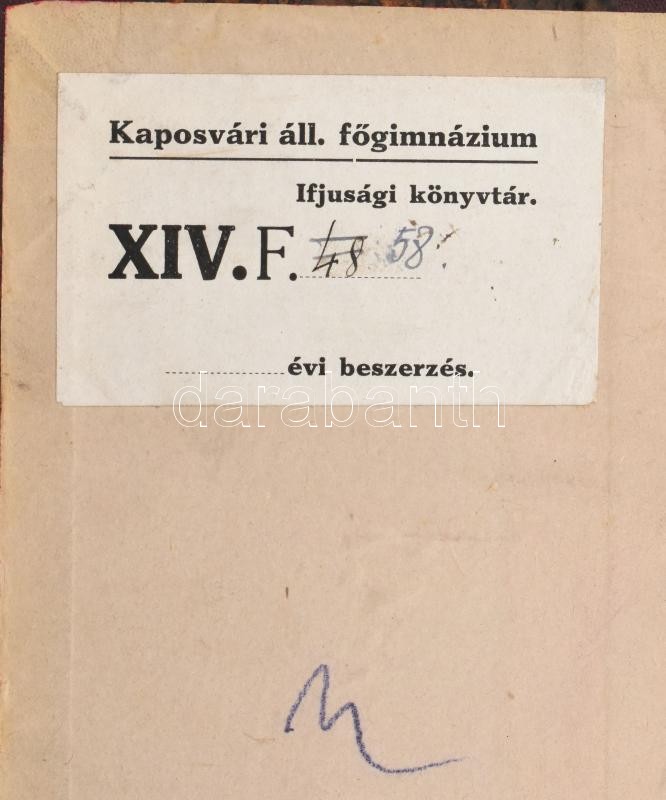 Kaposvári áll. főgimnázium
Ifjusági könyvtár.
XIV. F. 48 58.
évi beszerzés.
darabanth